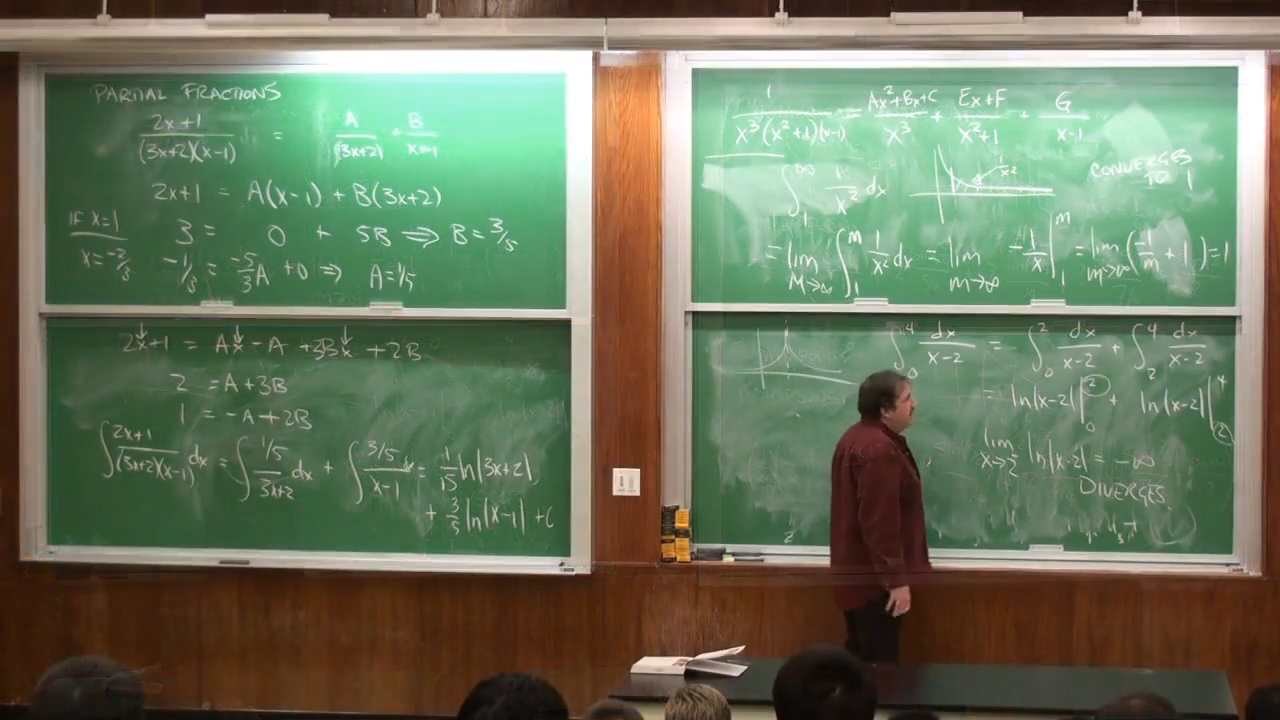 PARTIAL FRACTIONS
2x+1/(3x+2)(x-1) = A/(3x+2) + B/x-1
2x+1 = A(x-1) + B(3x+2)
IF x=1 3 = 0 + 5B ⇒ B = 3/5
x=-2/3 -1/3 = -5/3 A + 0 ⇒ A = 1/5
2x+1 = Ax - A + 3Bx + 2B
2 = A+3B
1 = -A+2B
∫ 2x+1/(3x+2)(x-1) dx = ∫ 1/5/3x+2 dx + ∫ 3/5/x-1 = 1/15 ln|3x+2|
+ 3/5 ln|x-1| + C
1/x³(x²+1)(x-1) = Ax²+Bx+C/x³ + Ex+F/x²+1 + G/x-1
∫₁^∞ 1/x² dx 1/x² CONVERGES TO 1
= lim M→∞ ∫₁^M 1/x² dx = lim m→∞ -1/x |₁^M = lim m→∞ (-1/m + 1) = 1
∫₀⁴ dx/x-2 = ∫₀² dx/x-2 + ∫₂⁴ dx/x-2
= ln|x-2| |₀² + ln|x-2| |₂⁴
lim x→2 ln|x-2| = -∞
DIVERGES